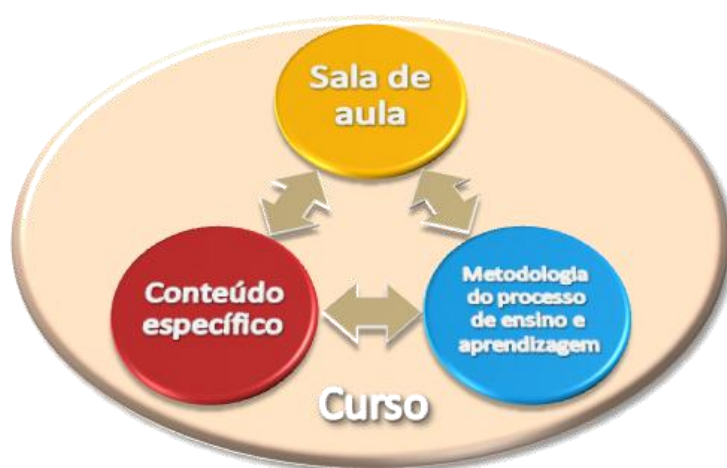 Sala de
aula
Conteúdo
específico
Metodologia
do processo
de ensino e
aprendizagem
Curso